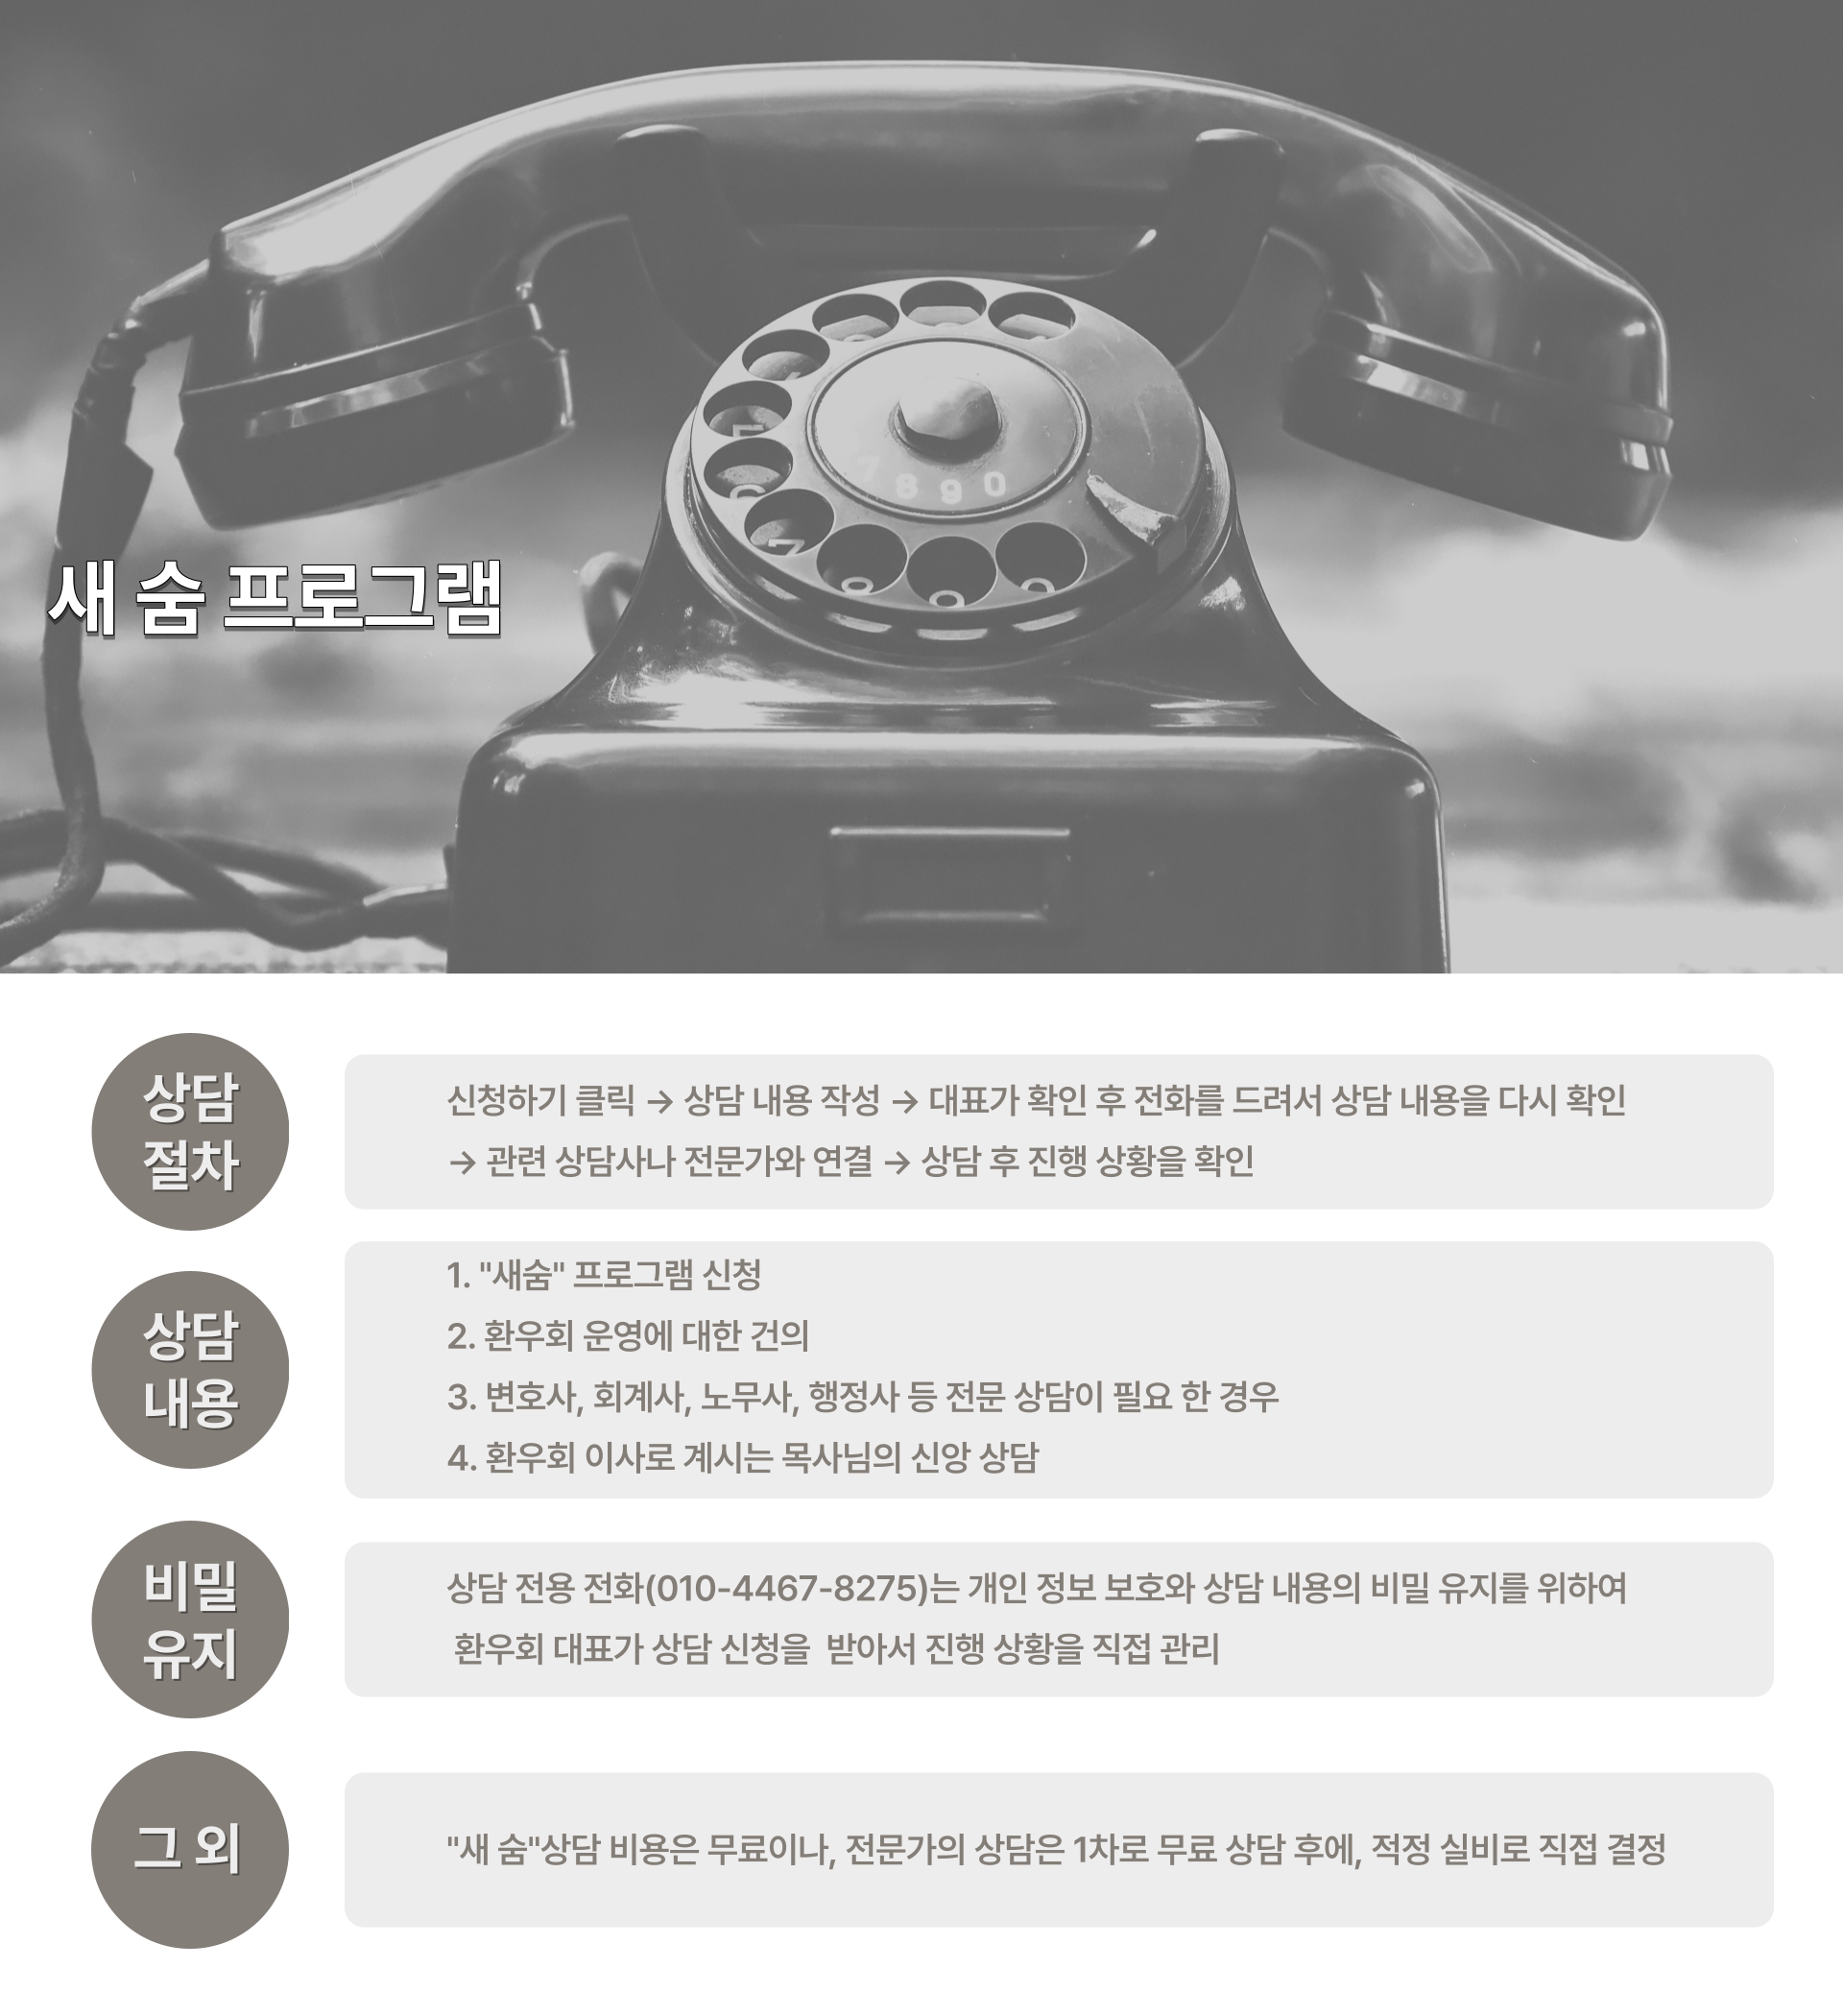 7 8 9 0
새 숨 프로그램
상담
절차
신청하기 클릭 → 상담 내용 작성 → 대표가 확인 후 전화를 드려서 상담 내용을 다시 확인
→ 관련 상담사나 전문가와 연결 → 상담 후 진행 상황을 확인
상담
내용
1. "새숨" 프로그램 신청
2. 환우회 운영에 대한 건의
3. 변호사, 회계사, 노무사, 행정사 등 전문 상담이 필요 한 경우
4. 환우회 이사로 계시는 목사님의 신앙 상담
비밀
유지
상담 전용 전화(010-4467-8275)는 개인 정보 보호와 상담 내용의 비밀 유지를 위하여
환우회 대표가 상담 신청을  받아서 진행 상황을 직접 관리
그 외
"새 숨"상담 비용은 무료이나, 전문가의 상담은 1차로 무료 상담 후에, 적정 실비로 직접 결정